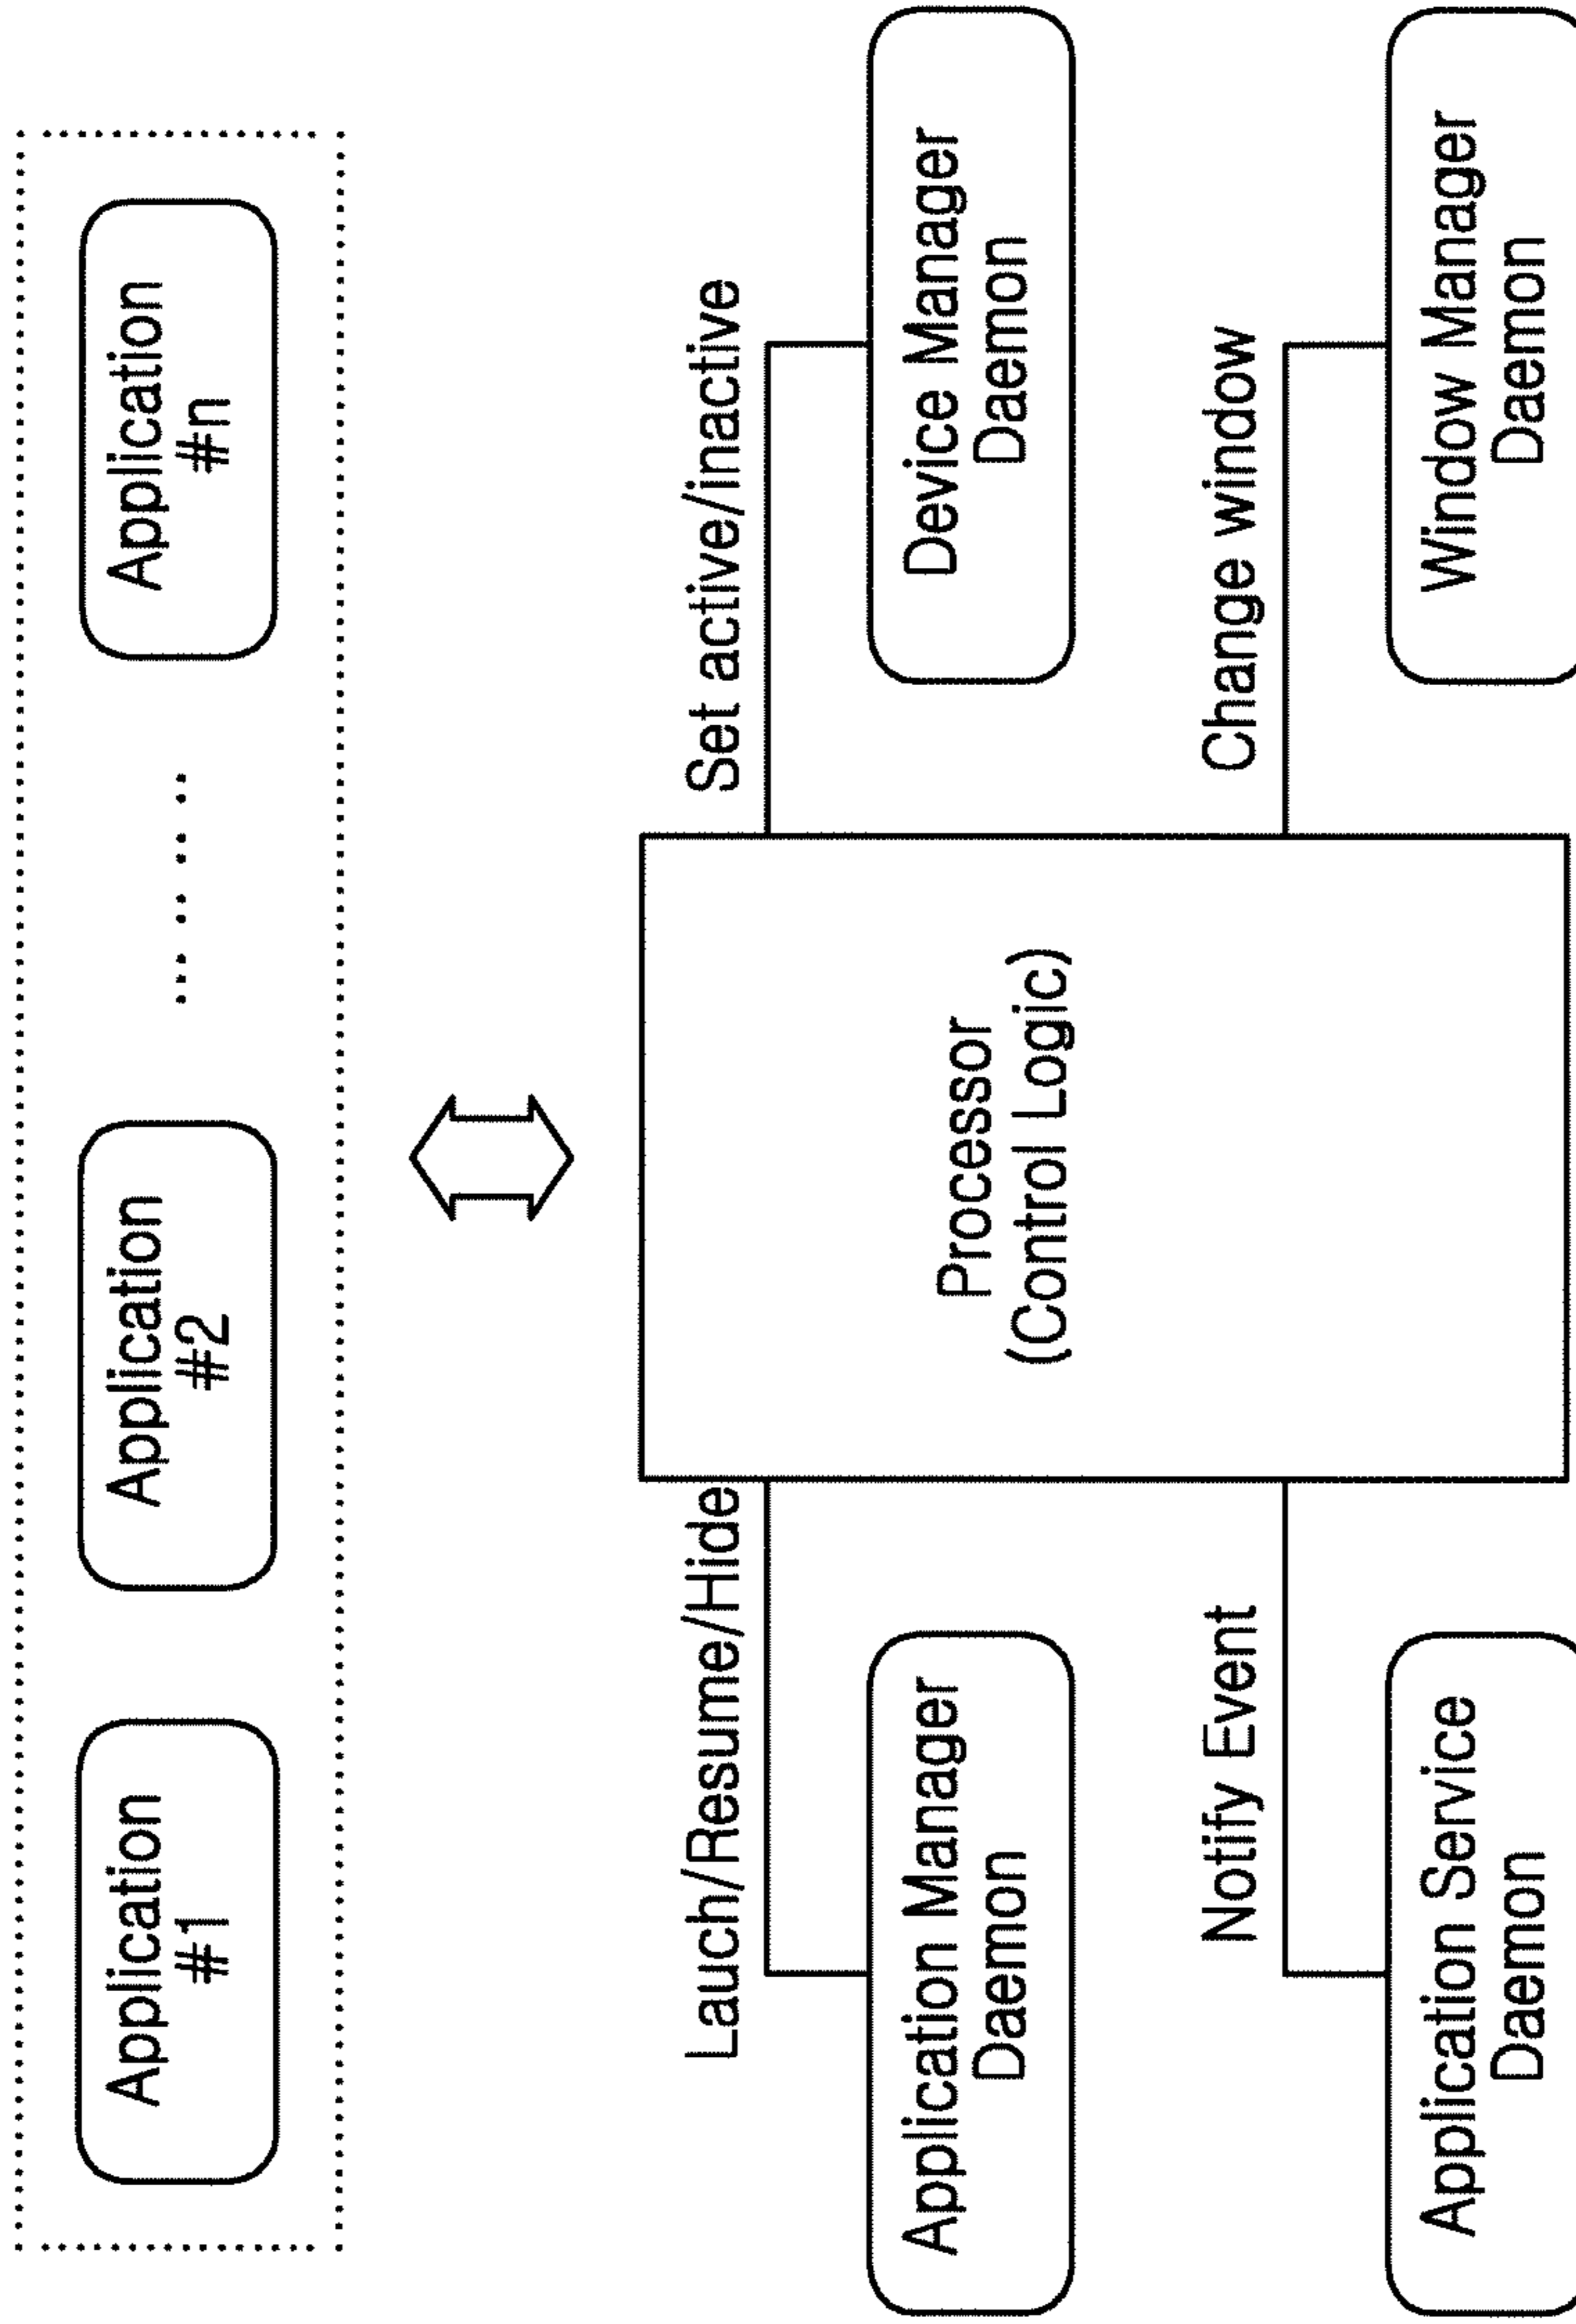 Application
#1
Application
#2
Application
#n
Lauch/Resume/Hide
Set active/inactive
Application Manager
Daemon
Processor
(Control Logic)
Device Manager
Daemon
Notify Event
Change window
Application Service
Daemon
Window Manager
Daemon